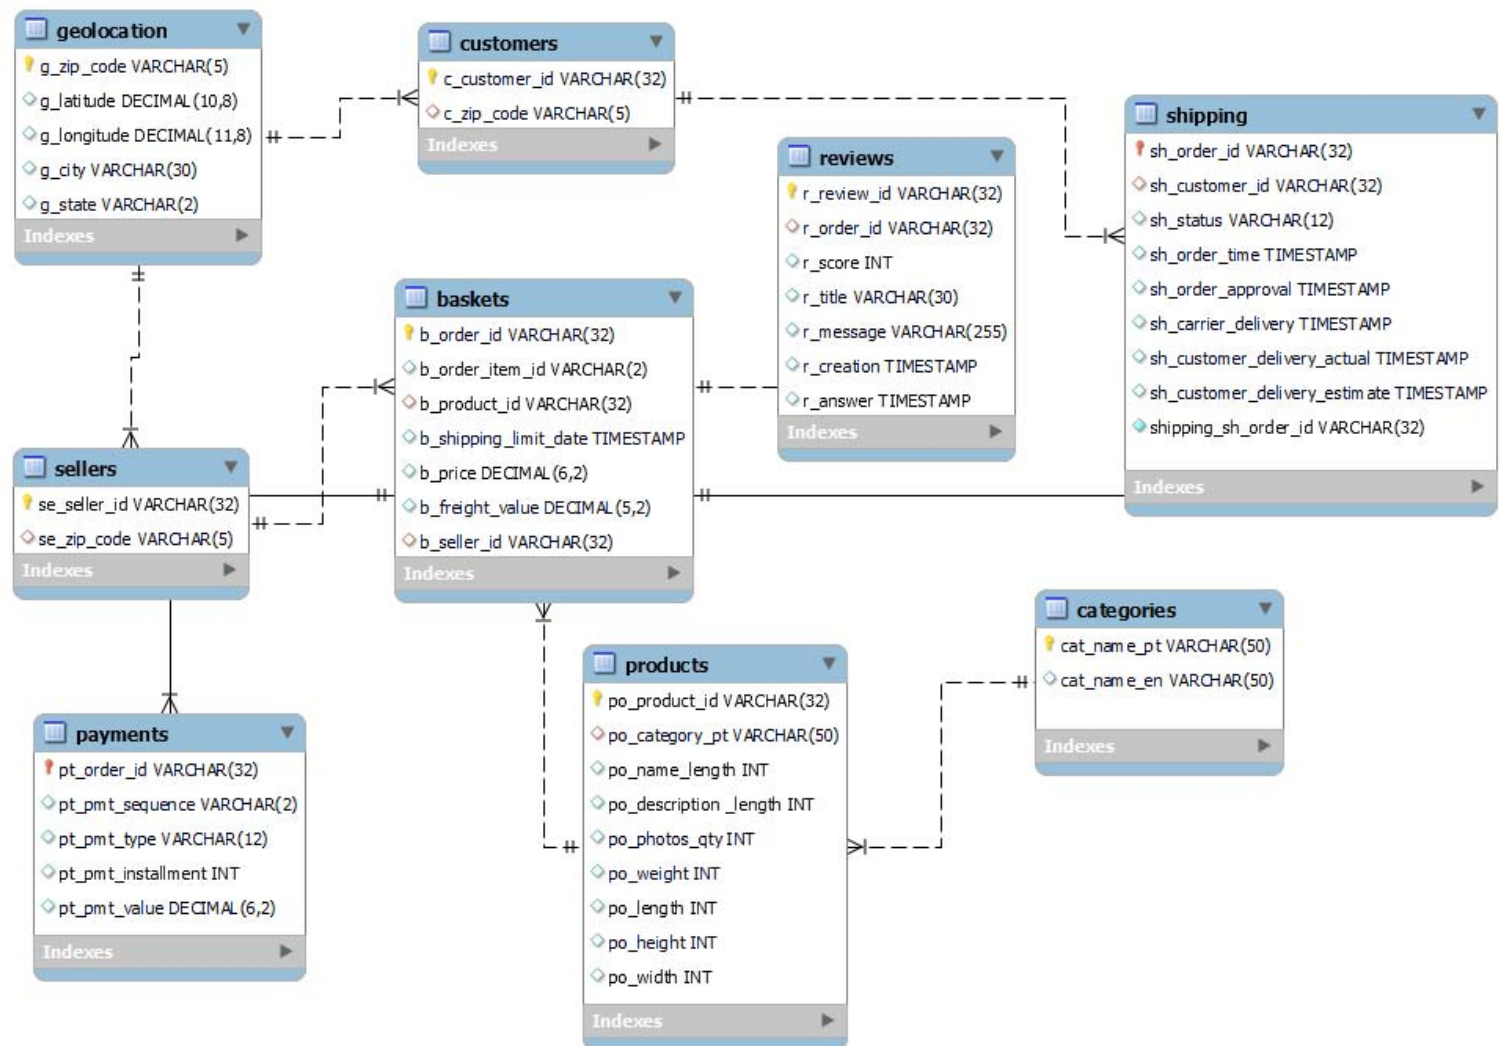 geolocation
g_zip_code VARCHAR(5)
g_latitude DECIMAL(10,8)
g_longitude DECIMAL(11,8)
g_city VARCHAR(30)
g_state VARCHAR(2)
Indexes
customers
c_customer_id VARCHAR(32)
c_zip_code VARCHAR(5)
Indexes
shipping
sh_order_id VARCHAR(32)
sh_customer_id VARCHAR(32)
sh_status VARCHAR(12)
sh_order_time TIMESTAMP
sh_order_approval TIMESTAMP
sh_carrier_delivery TIMESTAMP
sh_customer_delivery_actual TIMESTAMP
sh_customer_delivery_estimate TIMESTAMP
shipping_sh_order_id VARCHAR(32)
Indexes
reviews
r_review_id VARCHAR(32)
r_order_id VARCHAR(32)
r_score INT
r_title VARCHAR(30)
r_message VARCHAR(255)
r_creation TIMESTAMP
r_answer TIMESTAMP
Indexes
baskets
b_order_id VARCHAR(32)
b_order_item_id VARCHAR(2)
b_product_id VARCHAR(32)
b_shipping_limit_date TIMESTAMP
b_price DECIMAL(6,2)
b_freight_value DECIMAL(5,2)
b_seller_id VARCHAR(32)
Indexes
sellers
se_seller_id VARCHAR(32)
se_zip_code VARCHAR(5)
Indexes
categories
cat_name_pt VARCHAR(50)
cat_name_en VARCHAR(50)
Indexes
products
po_product_id VARCHAR(32)
po_category_pt VARCHAR(50)
po_name_length INT
po_description _length INT
po_photos_qty INT
po_weight INT
po_length INT
po_height INT
po_width INT
Indexes
payments
pt_order_id VARCHAR(32)
pt_pmt_sequence VARCHAR(2)
pt_pmt_type VARCHAR(12)
pt_pmt_installment INT
pt_pmt_value DECIMAL(6,2)
Indexes